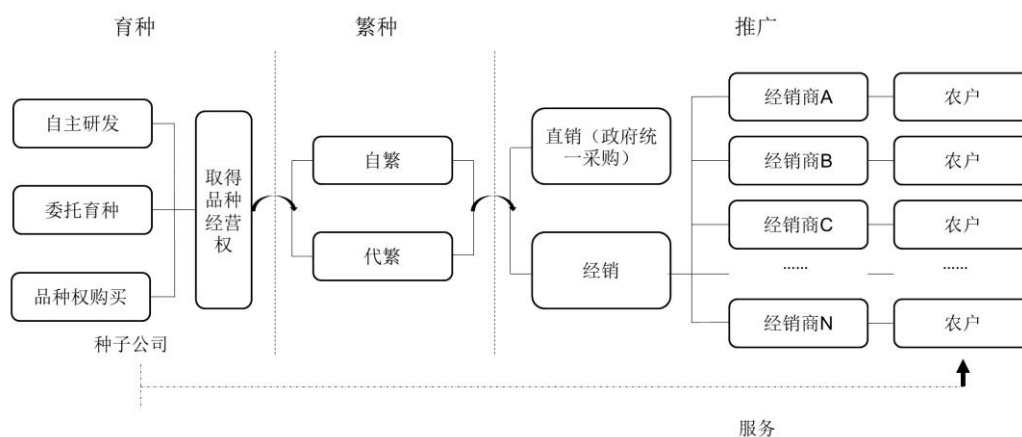 育种
繁种
推广
自主研发
委托育种
品种权购买
种子公司
取得
品种
经营
权
自繁
代繁
直销（政府统
一采购）
经销
经销商A
农户
经销商B
农户
经销商C
农户
......
......
经销商N
农户
服务